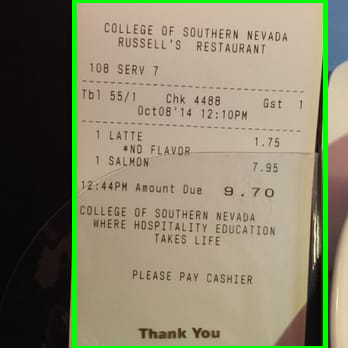 COLLEGE OF SOUTHERN NEVADA
RUSSELL'S RESTAURANT
108 SERV 7
Tbl 55/1 Chk 4488 Gst 1
Oct08'14 12:10PM
1 LATTE 1.75
*NO FLAVOR
1 SALMON 7.95
12:44PM Amount Due 9.70
COLLEGE OF SOUTHERN NEVADA
WHERE HOSPITALITY EDUCATION
TAKES LIFE
PLEASE PAY CASHIER
Thank You